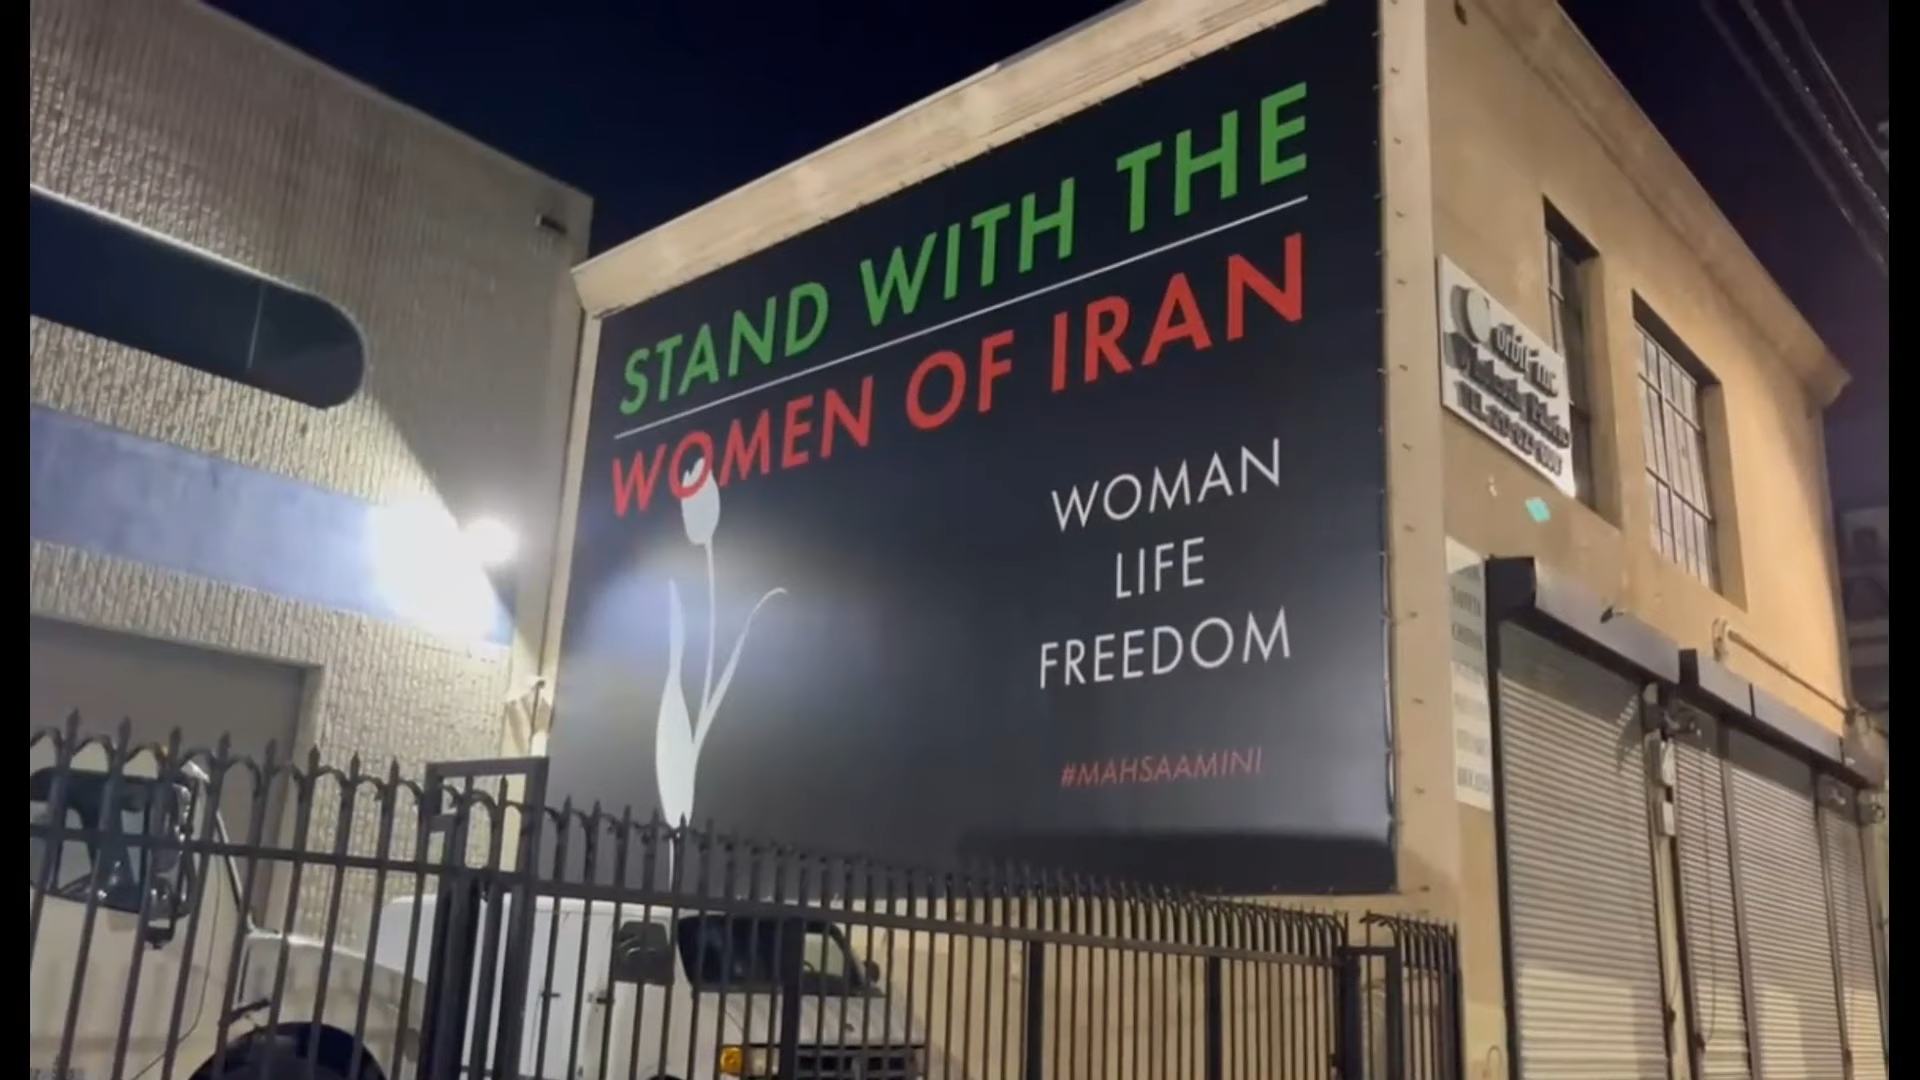 STAND WITH THE
WOMEN OF IRAN
WOMAN
LIFE
FREEDOM
#MAHSAAMINI